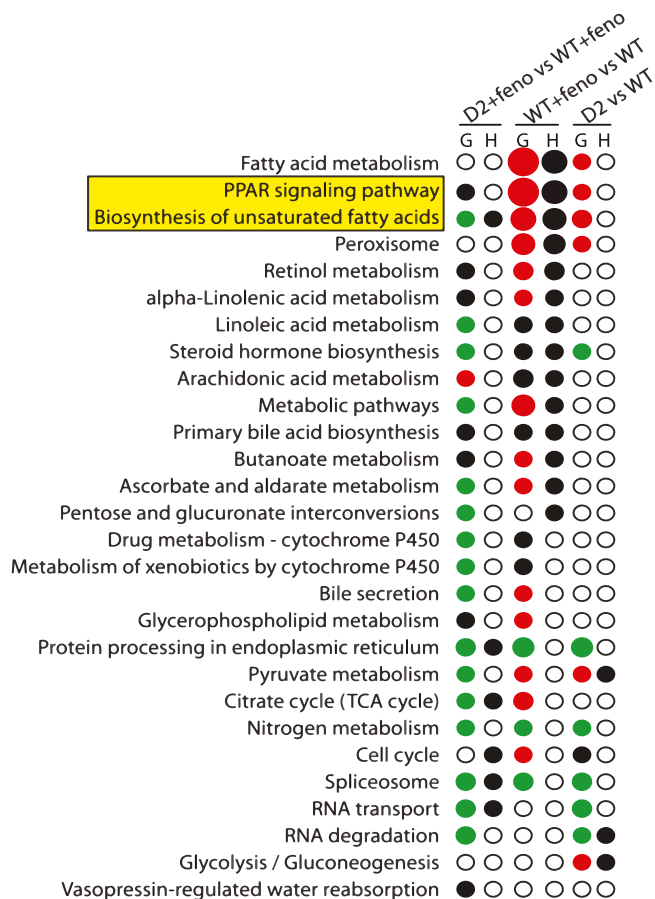 D2+feno vs WT+feno
WT+feno vs WT
D2 vs WT
G H G H G H
Fatty acid metabolism
PPAR signaling pathway
Biosynthesis of unsaturated fatty acids
Peroxisome
Retinol metabolism
alpha-Linolenic acid metabolism
Linoleic acid metabolism
Steroid hormone biosynthesis
Arachidonic acid metabolism
Metabolic pathways
Primary bile acid biosynthesis
Butanoate metabolism
Ascorbate and aldarate metabolism
Pentose and glucuronate interconversions
Drug metabolism - cytochrome P450
Metabolism of xenobiotics by cytochrome P450
Bile secretion
Glycerophospholipid metabolism
Protein processing in endoplasmic reticulum
Pyruvate metabolism
Citrate cycle (TCA cycle)
Nitrogen metabolism
Cell cycle
Spliceosome
RNA transport
RNA degradation
Glycolysis / Gluconeogenesis
Vasopressin-regulated water reabsorption